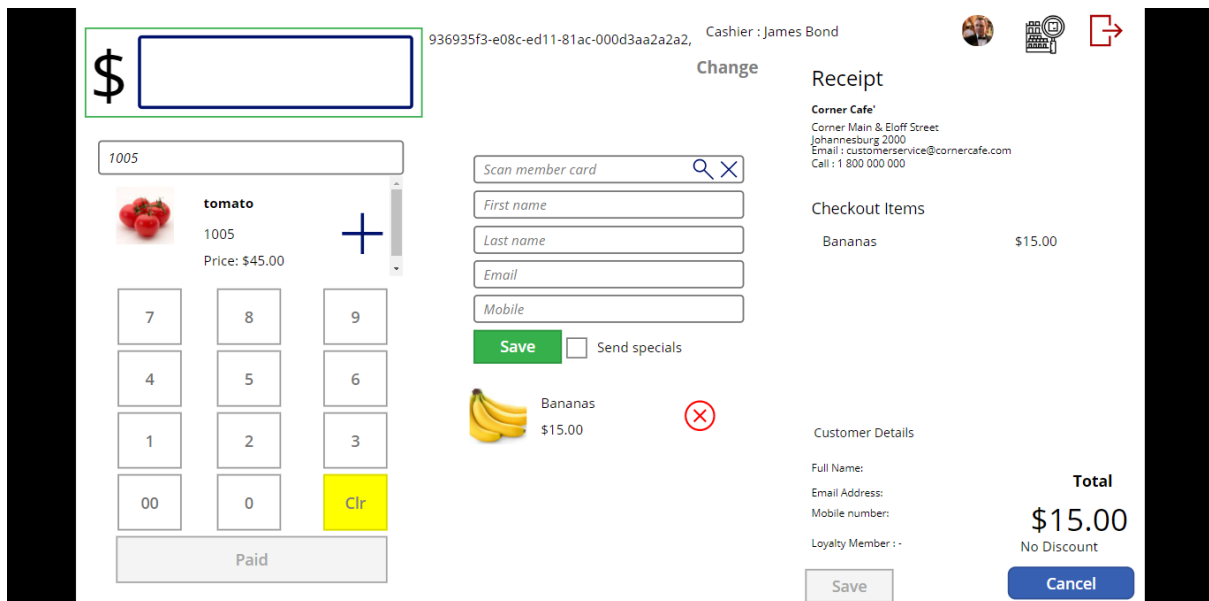 $
936935f3-e08c-ed11-81ac-000d3aa2a2a2,
Cashier : James Bond
Change
1005
tomato
1005
Price: $45.00
7 8 9
4 5 6
1 2 3
00 0 Clr
Paid
Scan member card
First name
Last name
Email
Mobile
Save
Send specials
Bananas
$15.00
Receipt
Corner Cafe'
Corner Main & Eloff Street
Johannesburg 2000
Email : customerservice@cornercafe.com
Call : 1 800 000 000
Checkout Items
Bananas $15.00
Customer Details
Full Name:
Email Address:
Mobile number:
Loyalty Member : -
Total
$15.00
No Discount
Save
Cancel